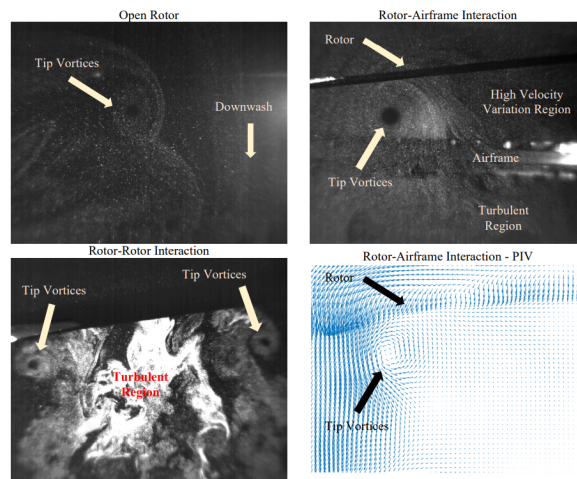 Open Rotor
Tip Vortices
Downwash
Rotor-Airframe Interaction
Rotor
High Velocity
Variation Region
Airframe
Tip Vortices
Turbulent
Region
Rotor-Rotor Interaction
Tip Vortices
Tip Vortices
Turbulent
Region
Rotor-Airframe Interaction - PIV
Rotor
Tip Vortices